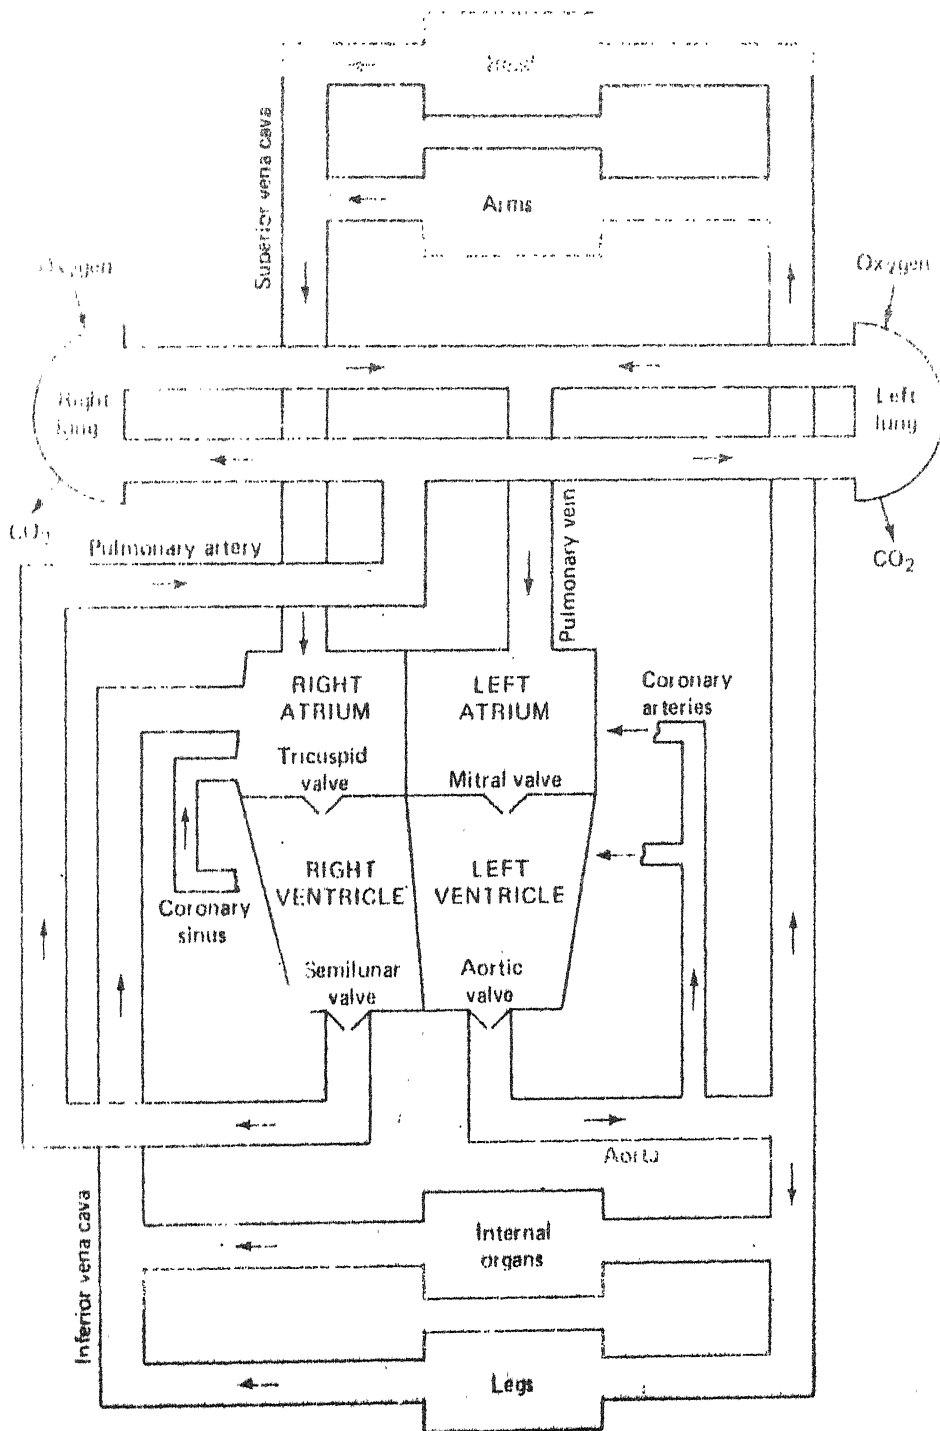 Head
Superior vena cava
Arms
Oxygen
Oxygen
Right
lung
Left
lung
CO2
CO2
Pulmonary artery
Pulmonary vein
RIGHT
ATRIUM
LEFT
ATRIUM
Coronary
arteries
Tricuspid
valve
Mitral valve
RIGHT
VENTRICLE
LEFT
VENTRICLE
Coronary
sinus
Semilunar
valve
Aortic
valve
Aorta
Inferior vena cava
Internal
organs
Legs